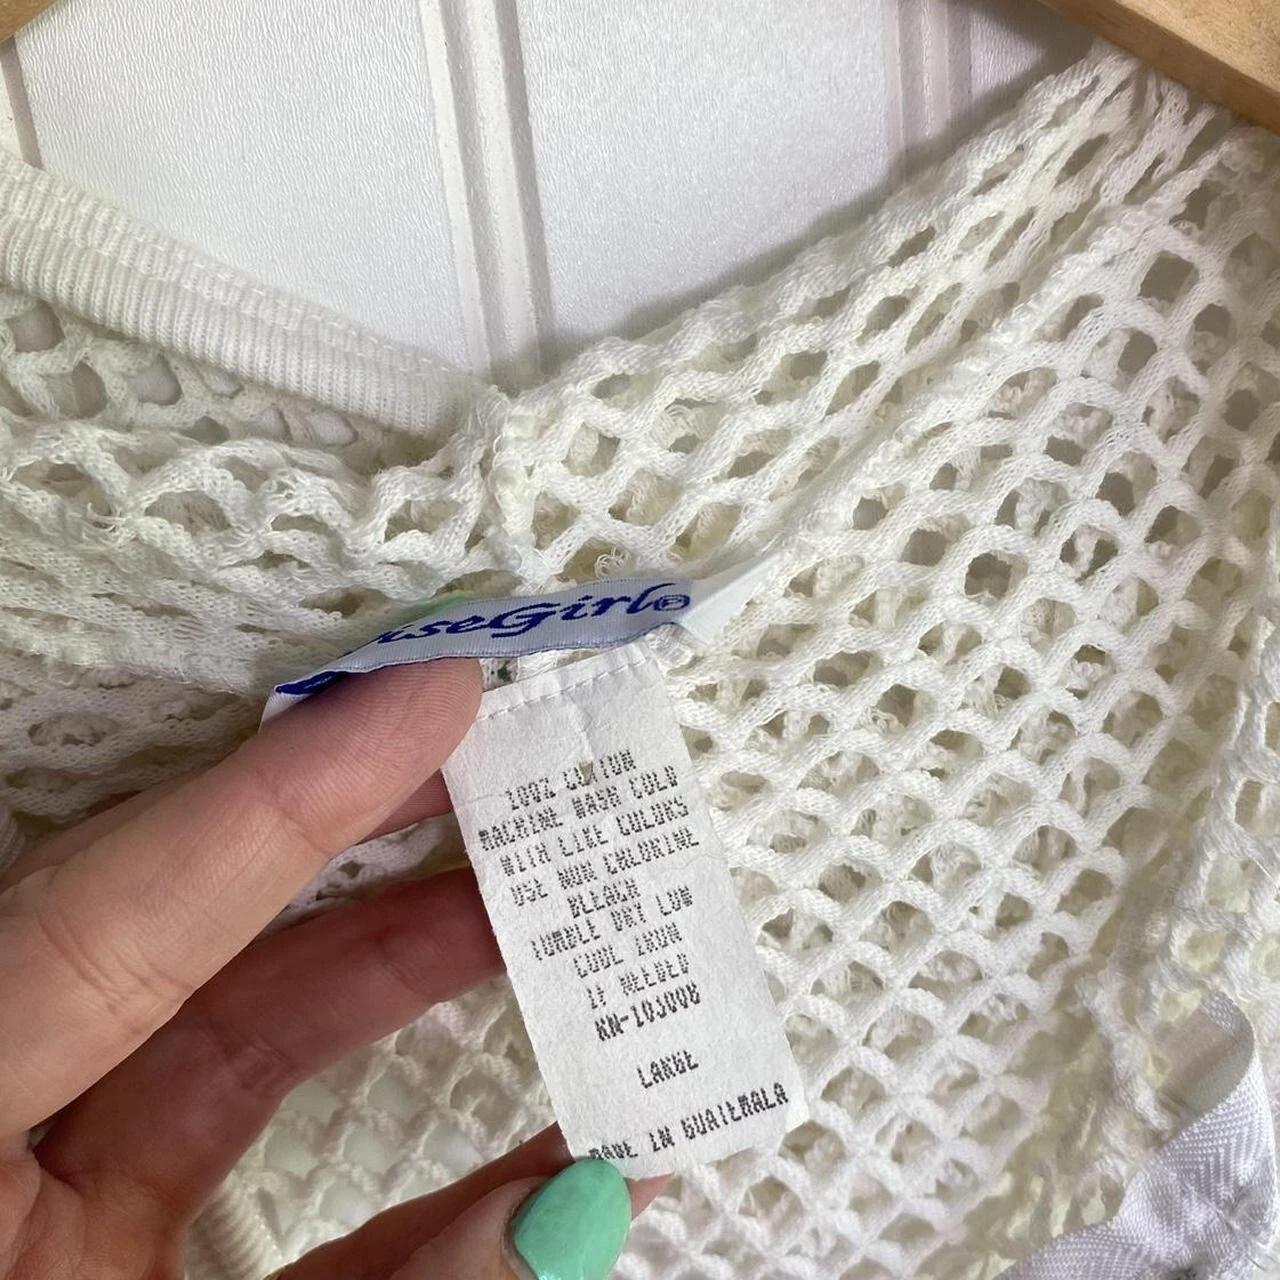 iseGirl®
100% COTTON
MACHINE WASH COLD
WITH LIKE COLORS
USE NON CHLORINE
BLEACH
TUMBLE DRY LOW
COOL IRON
IF NEEDED
RN-103008
LARGE
MADE IN GUATEMALA